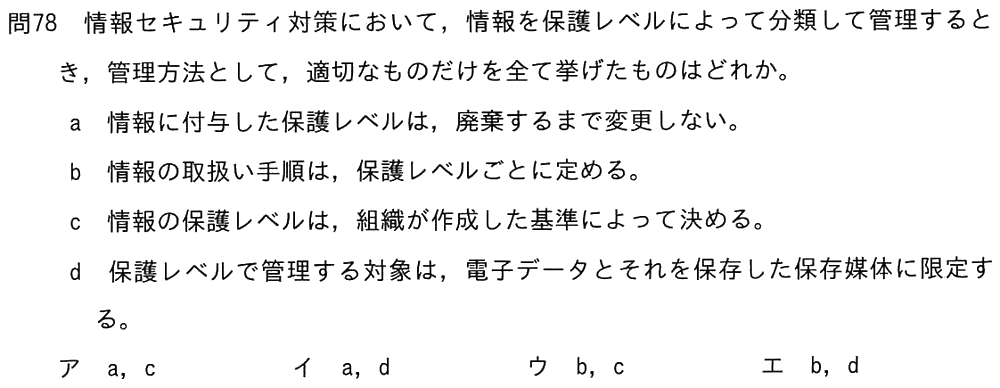 問78　情報セキュリティ対策において，情報を保護レベルによって分類して管理すると
き，管理方法として，適切なものだけを全て挙げたものはどれか。
a　情報に付与した保護レベルは，廃棄するまで変更しない。
b　情報の取扱い手順は，保護レベルごとに定める。
c　情報の保護レベルは，組織が作成した基準によって決める。
d　保護レベルで管理する対象は，電子データとそれを保存した保存媒体に限定す
る。
ア　a，c　イ　a，d　ウ　b，c　エ　b，d